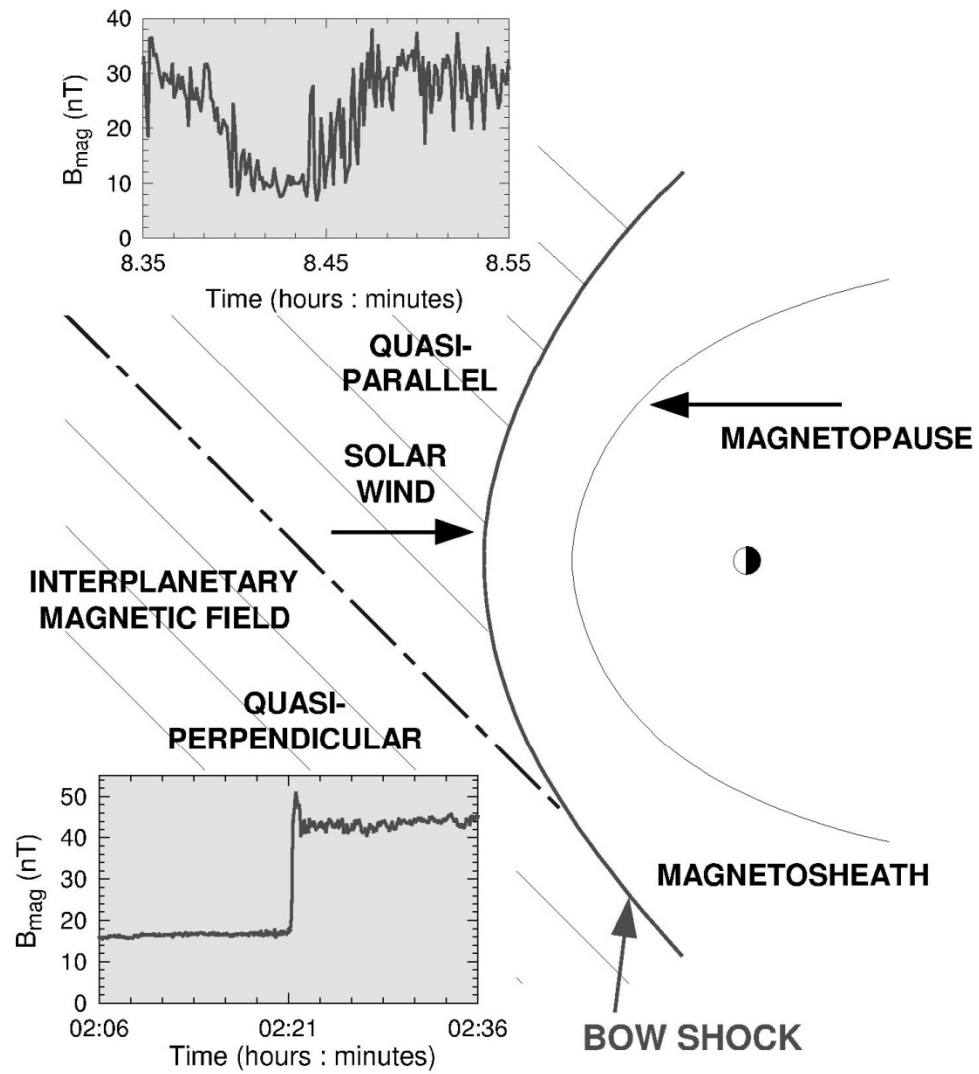 40
30
20
10
0
B_mag (nT)
8.35 8.45 8.55
Time (hours : minutes)
QUASI-
PARALLEL
MAGNETOPAUSE
SOLAR
WIND
INTERPLANETARY
MAGNETIC FIELD
QUASI-
PERPENDICULAR
50
40
30
20
10
0
B_mag (nT)
02:06 02:21 02:36
Time (hours : minutes)
MAGNETOSHEATH
BOW SHOCK